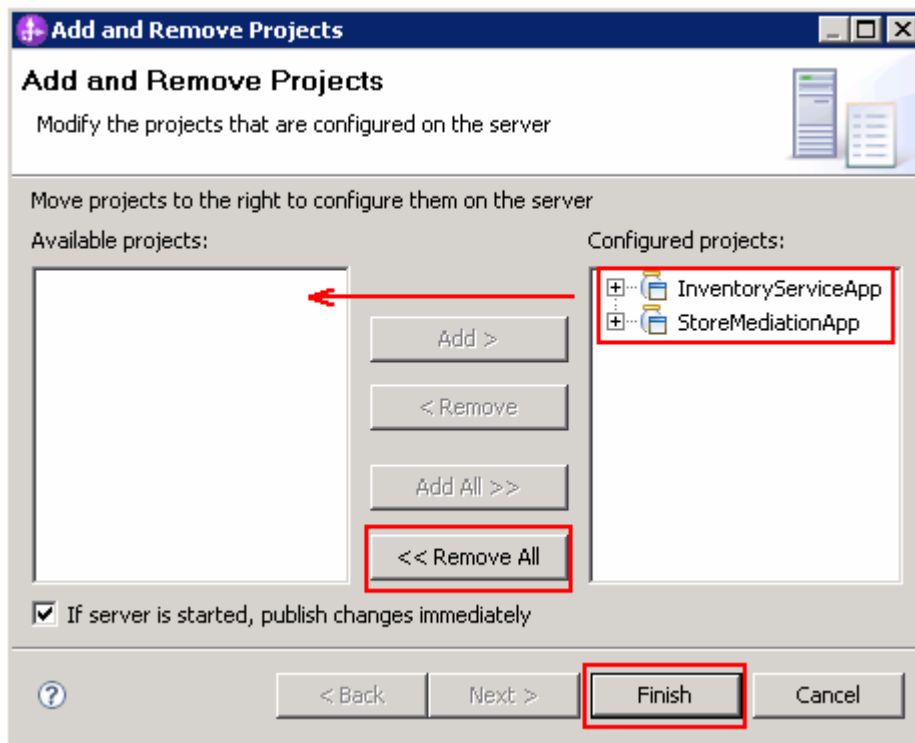 Add and Remove Projects
Add and Remove Projects
Modify the projects that are configured on the server
Move projects to the right to configure them on the server
Available projects:
Configured projects:
InventoryServiceApp
StoreMediationApp
Add >
< Remove
Add All >>
<< Remove All
If server is started, publish changes immediately
? < Back Next > Finish Cancel